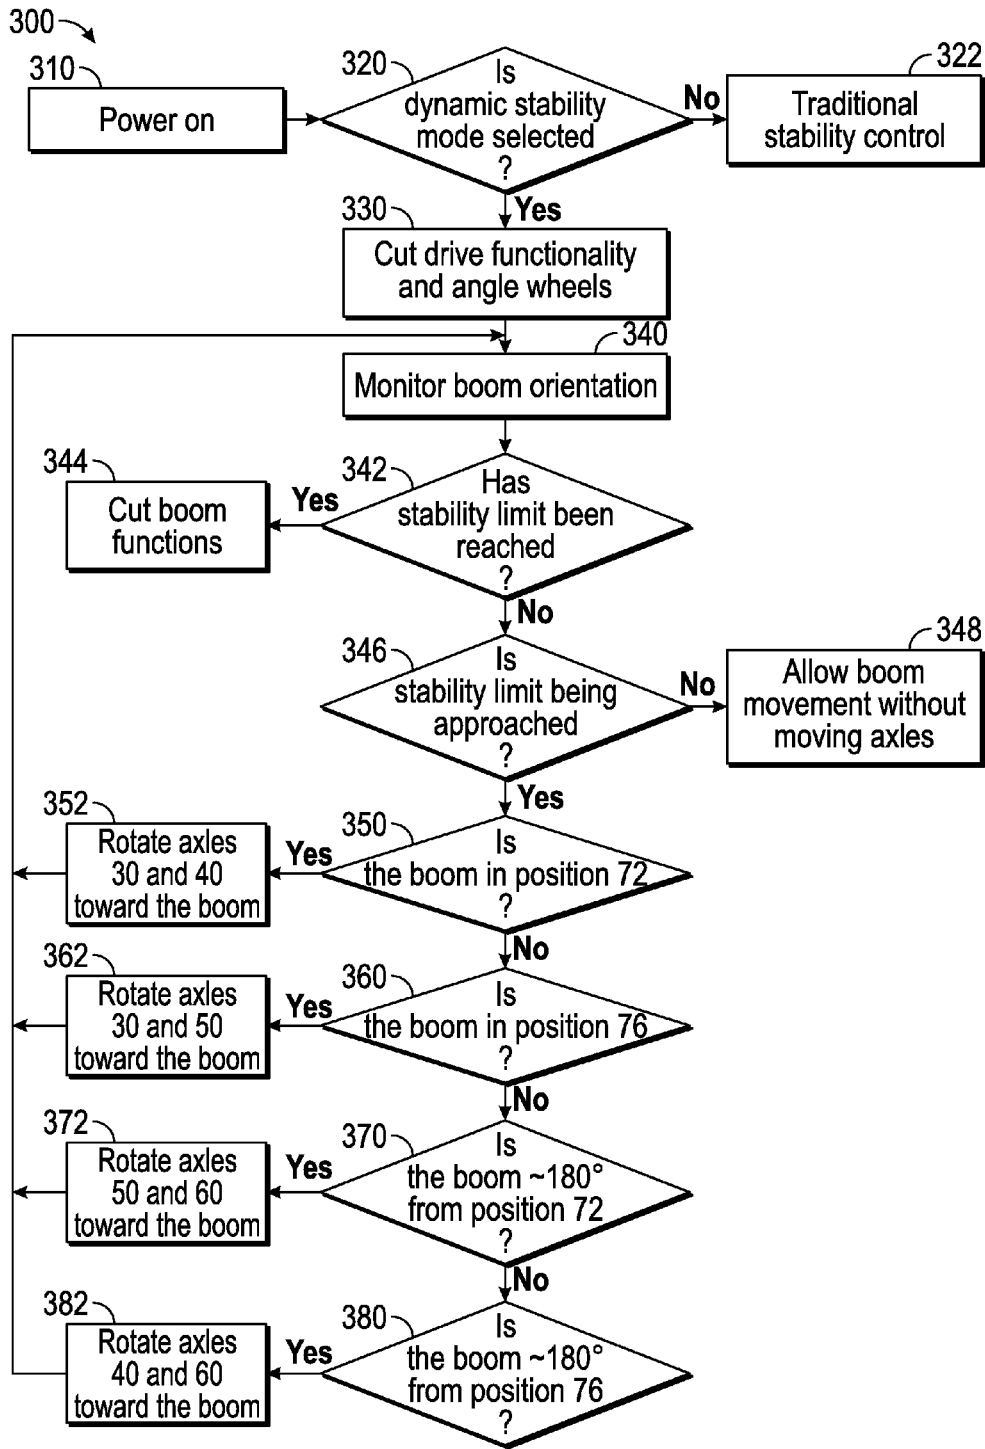 300
310
Power on
320
Is
dynamic stability
mode selected
?
No
322
Traditional
stability control
Yes
330
Cut drive functionality
and angle wheels
340
Monitor boom orientation
342
Has
stability limit been
reached
?
Yes
344
Cut boom
functions
No
346
Is
stability limit being
approached
?
No
348
Allow boom
movement without
moving axles
Yes
350
Is
the boom in position 72
?
Yes
352
Rotate axles
30 and 40
toward the boom
No
360
Is
the boom in position 76
?
Yes
362
Rotate axles
30 and 50
toward the boom
No
370
Is
the boom ~180°
from position 72
?
Yes
372
Rotate axles
50 and 60
toward the boom
No
380
Is
the boom ~180°
from position 76
?
Yes
382
Rotate axles
40 and 60
toward the boom